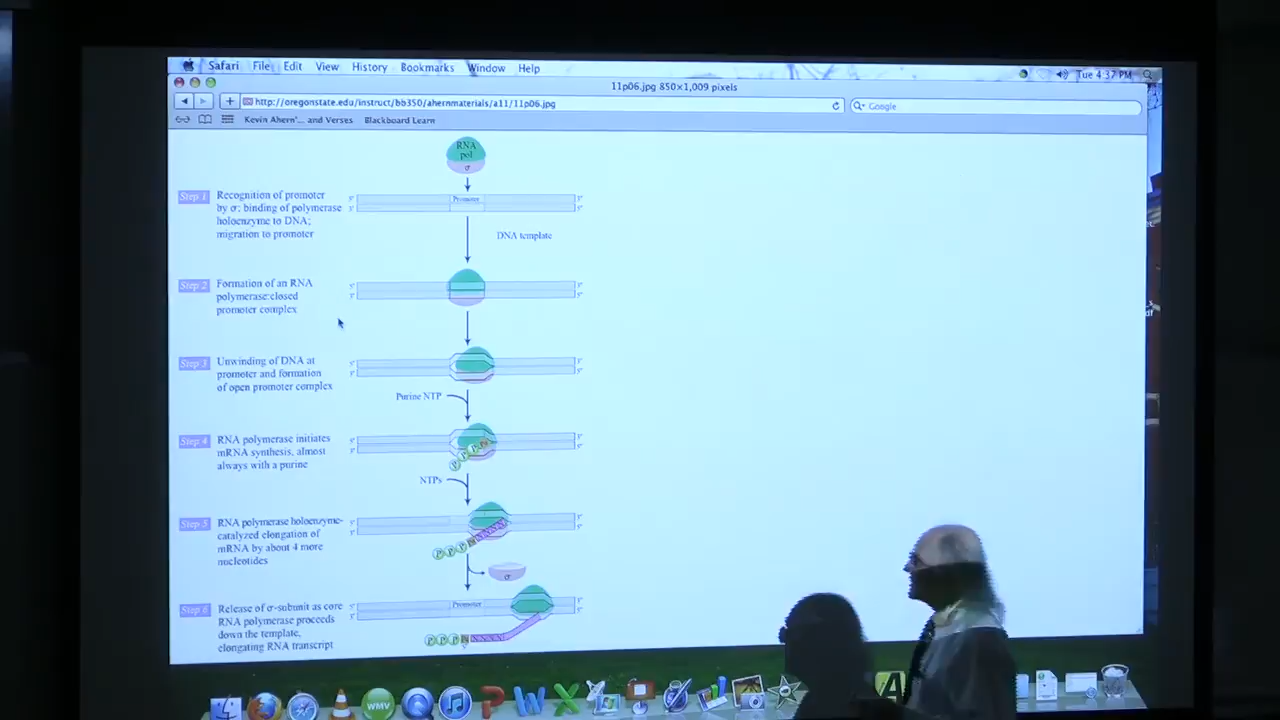 Safari File Edit View History Bookmarks Window Help Tue 4:37 PM
11p06.jpg 850×1,009 pixels
http://oregonstate.edu/instruct/bb350/ahernmaterials/a11/11p06.jpg
Google
Kevin Ahern'... and Verses Blackboard Learn
RNA
pol
σ
Step 1 Recognition of promoter
by σ; binding of polymerase
holoenzyme to DNA;
migration to promoter
Promoter
DNA template
Step 2 Formation of an RNA
polymerase:closed
promoter complex
Step 3 Unwinding of DNA at
promoter and formation
of open promoter complex
Purine NTP
Step 4 RNA polymerase initiates
mRNA synthesis, almost
always with a purine
NTPs
Step 5 RNA polymerase holoenzyme-
catalyzed elongation of
mRNA by about 4 more
nucleotides
σ
Step 6 Release of σ-subunit as core
RNA polymerase proceeds
down the template,
elongating RNA transcript
Promoter
P P P
WMV